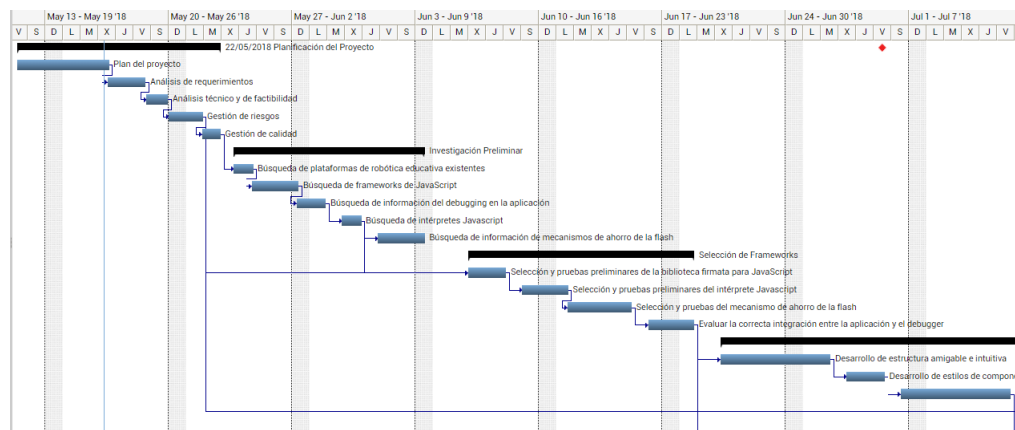 May 13 - May 19 '18 May 20 - May 26 '18 May 27 - Jun 2 '18 Jun 3 - Jun 9 '18 Jun 10 - Jun 16 '18 Jun 17 - Jun 23 '18 Jun 24 - Jun 30 '18 Jul 1 - Jul 7 '18
V S D L M X J V S D L M X J V S D L M X J V S D L M X J V S D L M X J V S D L M X J V S D L M X J V S D L M X J V
22/05/2018 Planificación del Proyecto
Plan del proyecto
Análisis de requerimientos
Análisis técnico y de factibilidad
Gestión de riesgos
Gestión de calidad
Investigación Preliminar
Búsqueda de plataformas de robótica educativa existentes
Búsqueda de frameworks de JavaScript
Búsqueda de información del debugging en la aplicación
Búsqueda de intérpretes Javascript
Búsqueda de información de mecanismos de ahorro de la flash
Selección de Frameworks
Selección y pruebas preliminares de la biblioteca firmata para JavaScript
Selección y pruebas preliminares del intérprete Javascript
Selección y pruebas del mecanismo de ahorro de la flash
Evaluar la correcta integración entre la aplicación y el debugger
Desarrollo de estructura amigable e intuitiva
Desarrollo de estilos de compone